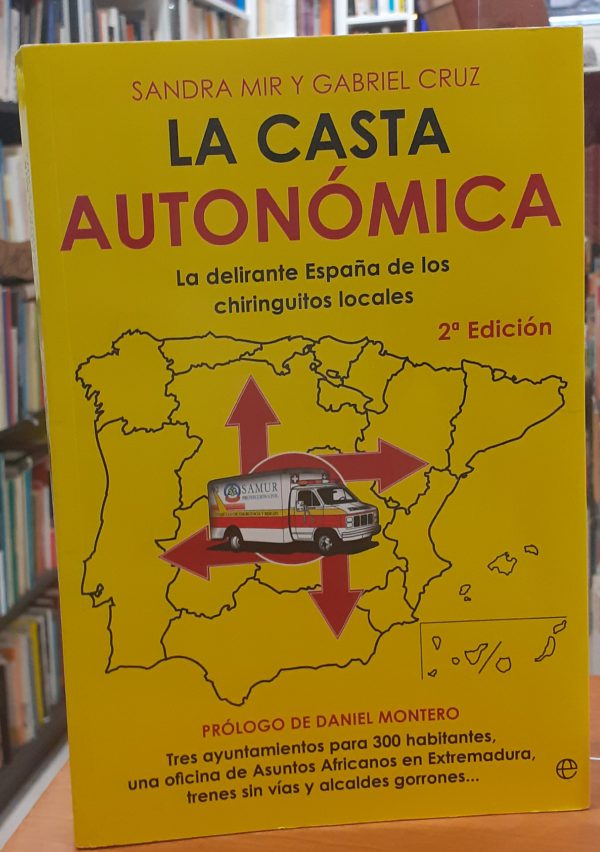 SANDRA MIR Y GABRIEL CRUZ
LA CASTA
AUTONÓMICA
La delirante España de los
chiringuitos locales
2ª Edición
SAMUR
PRÓLOGO DE DANIEL MONTERO
Tres ayuntamientos para 300 habitantes,
una oficina de Asuntos Africanos en Extremadura,
trenes sin vías y alcaldes gorrones...